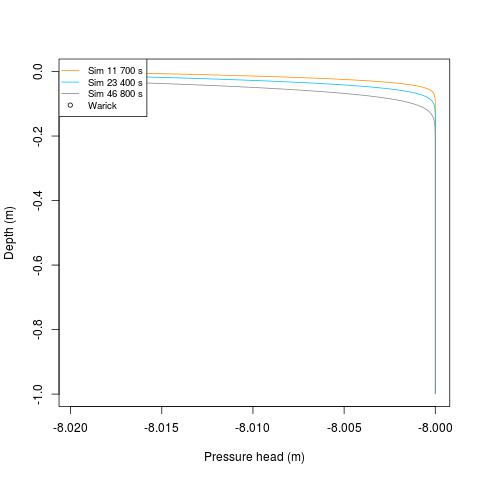 Sim 11 700 s
Sim 23 400 s
Sim 46 800 s
Warick
0.0
-0.2
-0.4
-0.6
-0.8
-1.0
Depth (m)
-8.020
-8.015
-8.010
-8.005
-8.000
Pressure head (m)